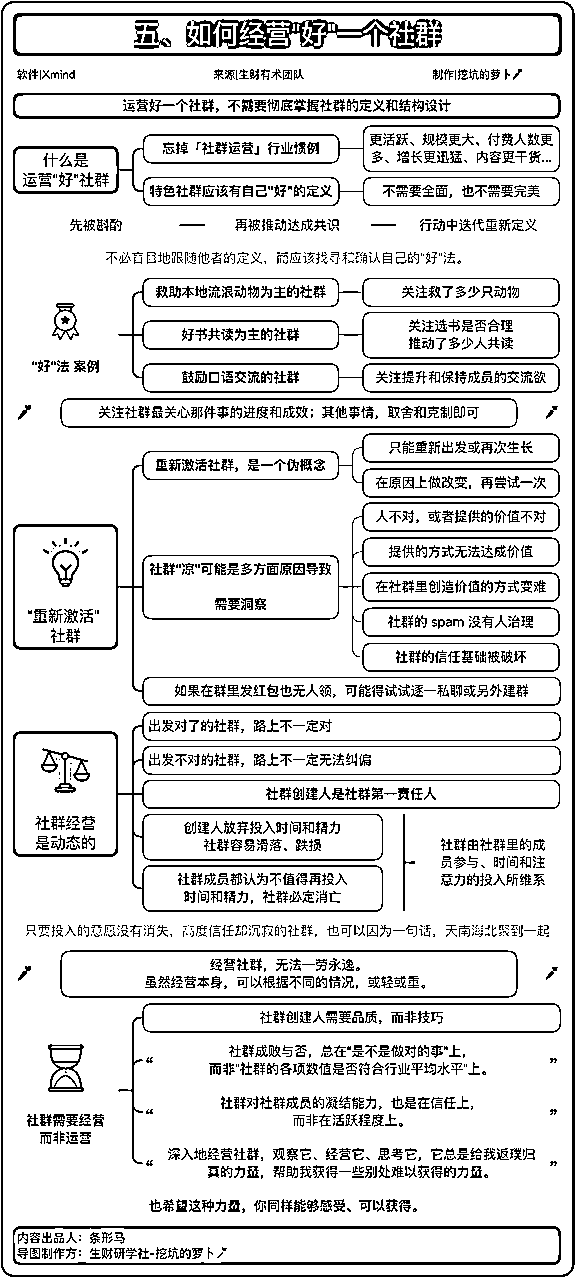 五、如何经营"好"一个社群
软件|Xmind
来源|生财有术团队
制作|挖坑的萝卜
运营好一个社群，不需要彻底掌握社群的定义和结构设计
什么是
运营"好"社群
忘掉「社群运营」行业惯例
更活跃、规模更大、付费人数更
多、增长更迅猛、内容更干货...
特色社群应该有自己"好"的定义
不需要全面，也不需要完美
先被斟酌 — 再被推动达成共识 — 行动中迭代重新定义
不必盲目地跟随他者的定义，而应该找寻和确认自己的"好"法。
"好"法 案例
救助本地流浪动物为主的社群
关注救了多少只动物
好书共读为主的社群
关注选书是否合理
推动了多少人共读
鼓励口语交流的社群
关注提升和保持成员的交流欲
关注社群最关心那件事的进度和成效；其他事情，取舍和克制即可
"重新激活"
社群
重新激活社群，是一个伪概念
只能重新出发或再次生长
在原因上做改变，再尝试一次
社群"凉"可能是多方面原因导致
需要洞察
人不对，或者提供的价值不对
提供的方式无法达成价值
在社群里创造价值的方式变难
社群的 spam 没有人治理
社群的信任基础被破坏
如果在群里发红包也无人领，可能得试试逐一私聊或另外建群
社群经营
是动态的
出发对了的社群，路上不一定对
出发不对的社群，路上不一定无法纠偏
社群创建人是社群第一责任人
创建人放弃投入时间和精力
社群容易滑落、跌损
社群成员都认为不值得再投入
时间和精力，社群必定消亡
社群由社群里的成
员参与、时间和注
意力的投入所维系
只要投入的意愿没有消失，高度信任却沉寂的社群，也可以因为一句话，天南海北聚到一起
经营社群，无法一劳永逸。
虽然经营本身，可以根据不同的情况，或轻或重。
社群需要经营
而非运营
社群创建人需要品质，而非技巧
“ 社群成败与否，总在"是不是做对的事"上， ”
而非"社群的各项数值是否符合行业平均水平"上。
“ 社群对社群成员的凝结能力，也是在信任上， ”
而非在活跃程度上。
“ 深入地经营社群，观察它、经营它、思考它，它总是给我返璞归 ”
真的力量，帮助我获得一些别处难以获得的力量。
也希望这种力量，你同样能够感受、可以获得。
内容出品人：条形马
导图制作方：生财研学社-挖坑的萝卜